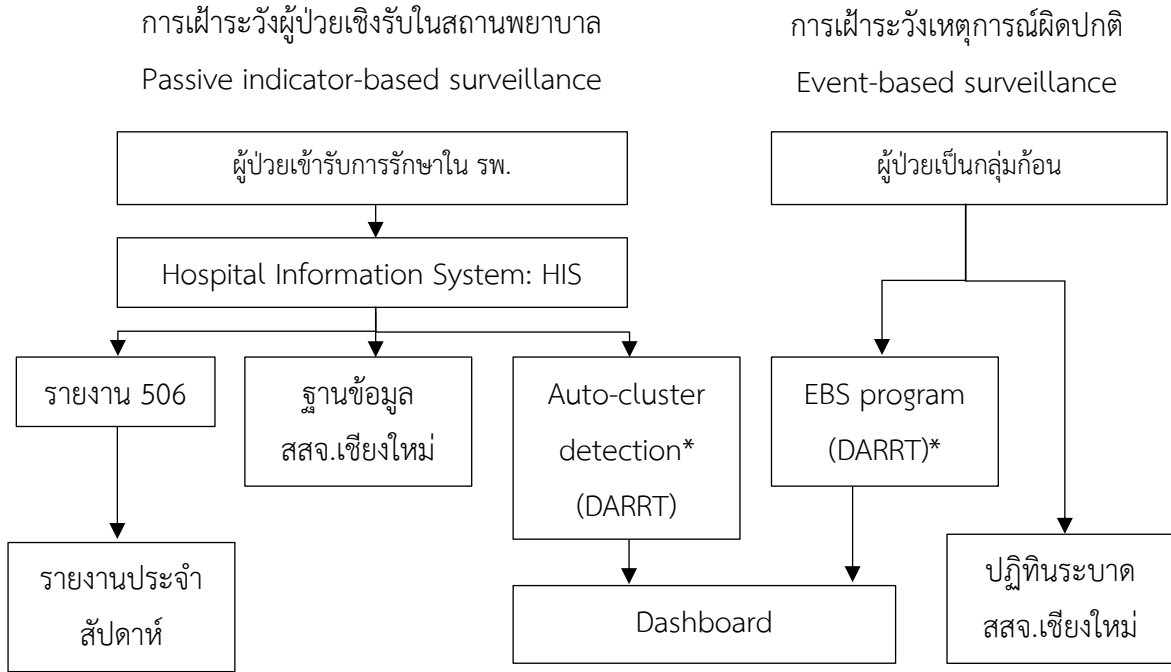 การเฝ้าระวังผู้ป่วยเชิงรับในสถานพยาบาล
Passive indicator-based surveillance
การเฝ้าระวังเหตุการณ์ผิดปกติ
Event-based surveillance
ผู้ป่วยเข้ารับการรักษาใน รพ.
ผู้ป่วยเป็นกลุ่มก้อน
Hospital Information System: HIS
รายงาน 506
ฐานข้อมูล
สสจ.เชียงใหม่
Auto-cluster
detection*
(DARRT)
EBS program
(DARRT)*
รายงานประจำ
สัปดาห์
Dashboard
ปฏิทินระบาด
สสจ.เชียงใหม่